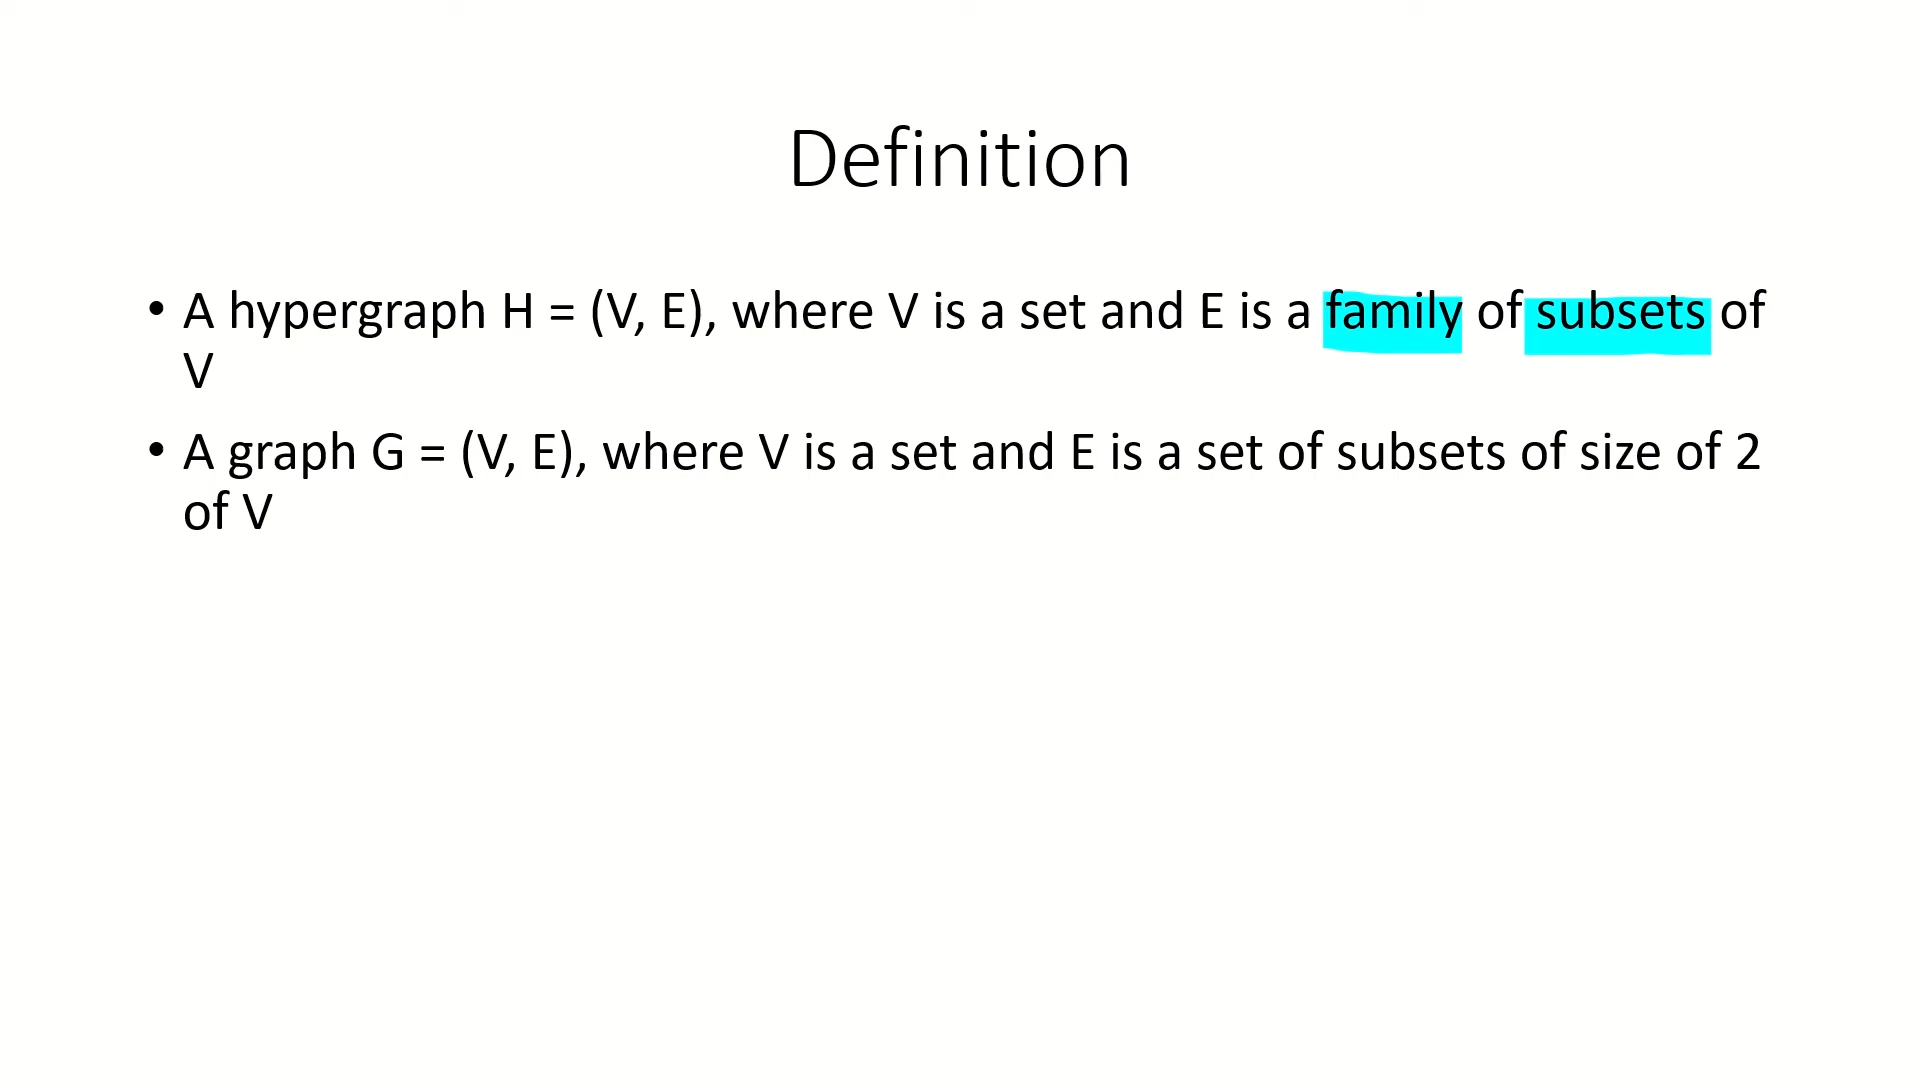 Definition
• A hypergraph H = (V, E), where V is a set and E is a family of subsets of
V
• A graph G = (V, E), where V is a set and E is a set of subsets of size of 2
of V